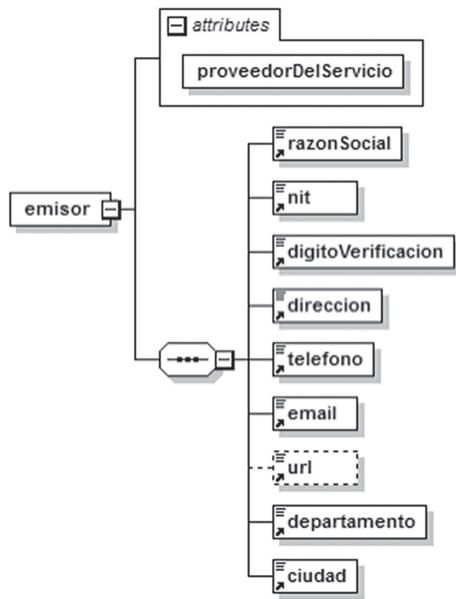 attributes
proveedorDelServicio
razonSocial
nit
emisor
digitoVerificacion
direccion
telefono
email
url
departamento
ciudad